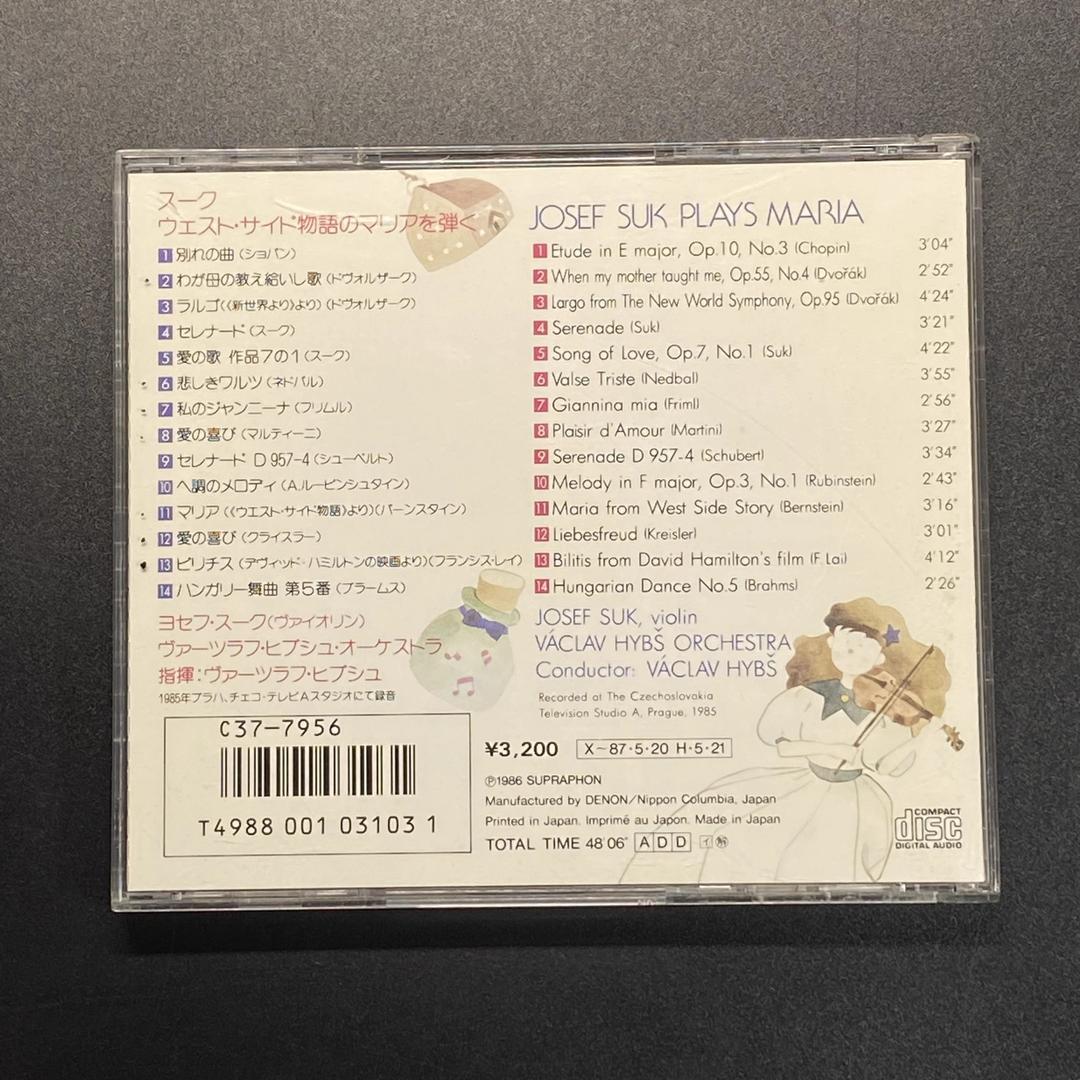 スーク
ウエスト・サイド物語のマリアを弾く
1 別れの曲(ショパン)
2 わが母の教え給いし歌(ドヴォルザーク)
3 ラルゴ(《新世界より》より)(ドヴォルザーク)
4 セレナード(スーク)
5 愛の歌 作品7の1(スーク)
6 悲しきワルツ(ネドバル)
7 私のジャンニーナ(フリムル)
8 愛の喜び(マルティーニ)
9 セレナード D957-4(シューベルト)
10 ヘ調のメロディ(A.ルービンシュタイン)
11 マリア(《ウエスト・サイド物語》より)(バーンスタイン)
12 愛の喜び(クライスラー)
13 ビリチス(デヴィッド・ハミルトンの映画より)(フランシス・レイ)
14 ハンガリー舞曲 第5番(ブラームス)
ヨセフ・スーク(ヴァイオリン)
ヴァーツラフ・ヒブシュ・オーケストラ
指揮:ヴァーツラフ・ヒブシュ
1985年プラハ、チェコ・テレビAスタジオにて録音
C37-7956
T4988 001 03103 1
JOSEF SUK PLAYS MARIA
1 Etude in E major, Op.10, No.3 (Chopin) 3'04"
2 When my mother taught me, Op.55, No.4 (Dvořák) 2'52"
3 Largo from The New World Symphony, Op.95 (Dvořák) 4'24"
4 Serenade (Suk) 3'21"
5 Song of Love, Op.7, No.1 (Suk) 4'22"
6 Valse Triste (Nedbal) 3'55"
7 Giannina mia (Friml) 2'56"
8 Plaisir d'Amour (Martini) 3'27"
9 Serenade D 957-4 (Schubert) 3'34"
10 Melody in F major, Op.3, No.1 (Rubinstein) 2'43"
11 Maria from West Side Story (Bernstein) 3'16"
12 Liebesfreud (Kreisler) 3'01"
13 Bilitis from David Hamilton's film (F. Lai) 4'12"
14 Hungarian Dance No.5 (Brahms) 2'26"
JOSEF SUK, violin
VÁCLAV HYBŠ ORCHESTRA
Conductor: VÁCLAV HYBŠ
Recorded at The Czechoslovakia
Television Studio A, Prague, 1985
¥3,200 X~87・5・20 H・5・21
℗1986 SUPRAPHON
Manufactured by DENON/Nippon Columbia, Japan
Printed in Japan. Imprimé au Japon. Made in Japan
TOTAL TIME 48'06" ADD イ 解
COMPACT
disc
DIGITAL AUDIO